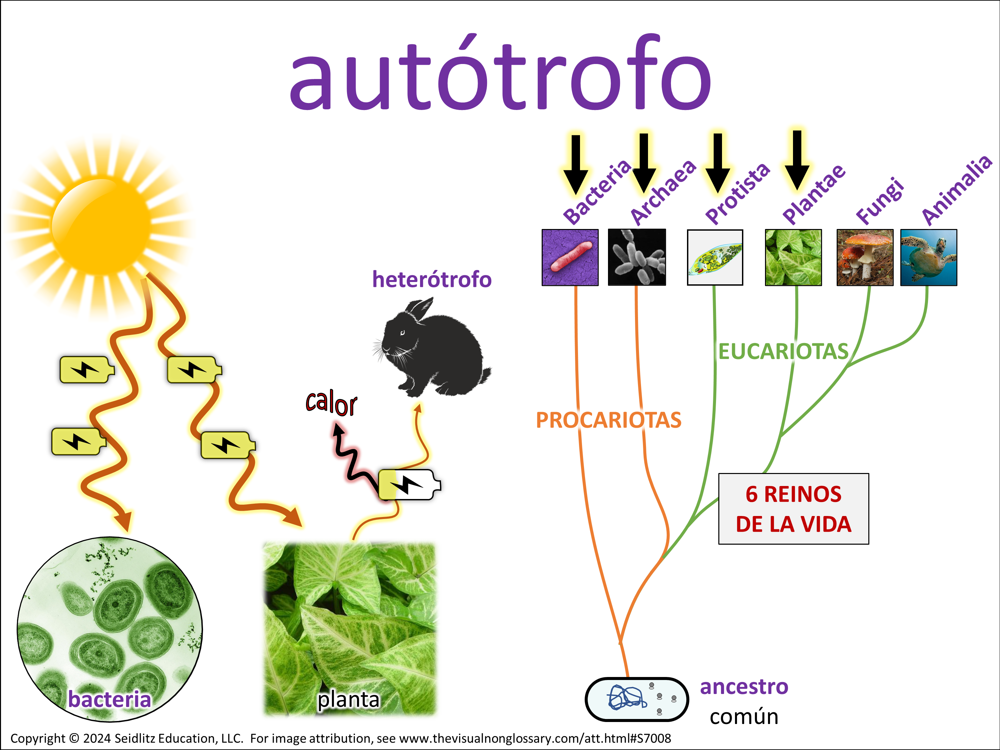 autótrofo
Bacteria
Archaea
Protista
Plantae
Fungi
Animalia
heterótrofo
calor
EUCARIOTAS
PROCARIOTAS
6 REINOS
DE LA VIDA
bacteria
planta
ancestro
común
Copyright © 2024 Seidlitz Education, LLC.  For image attribution, see www.thevisualnonglossary.com/att.html#S7008